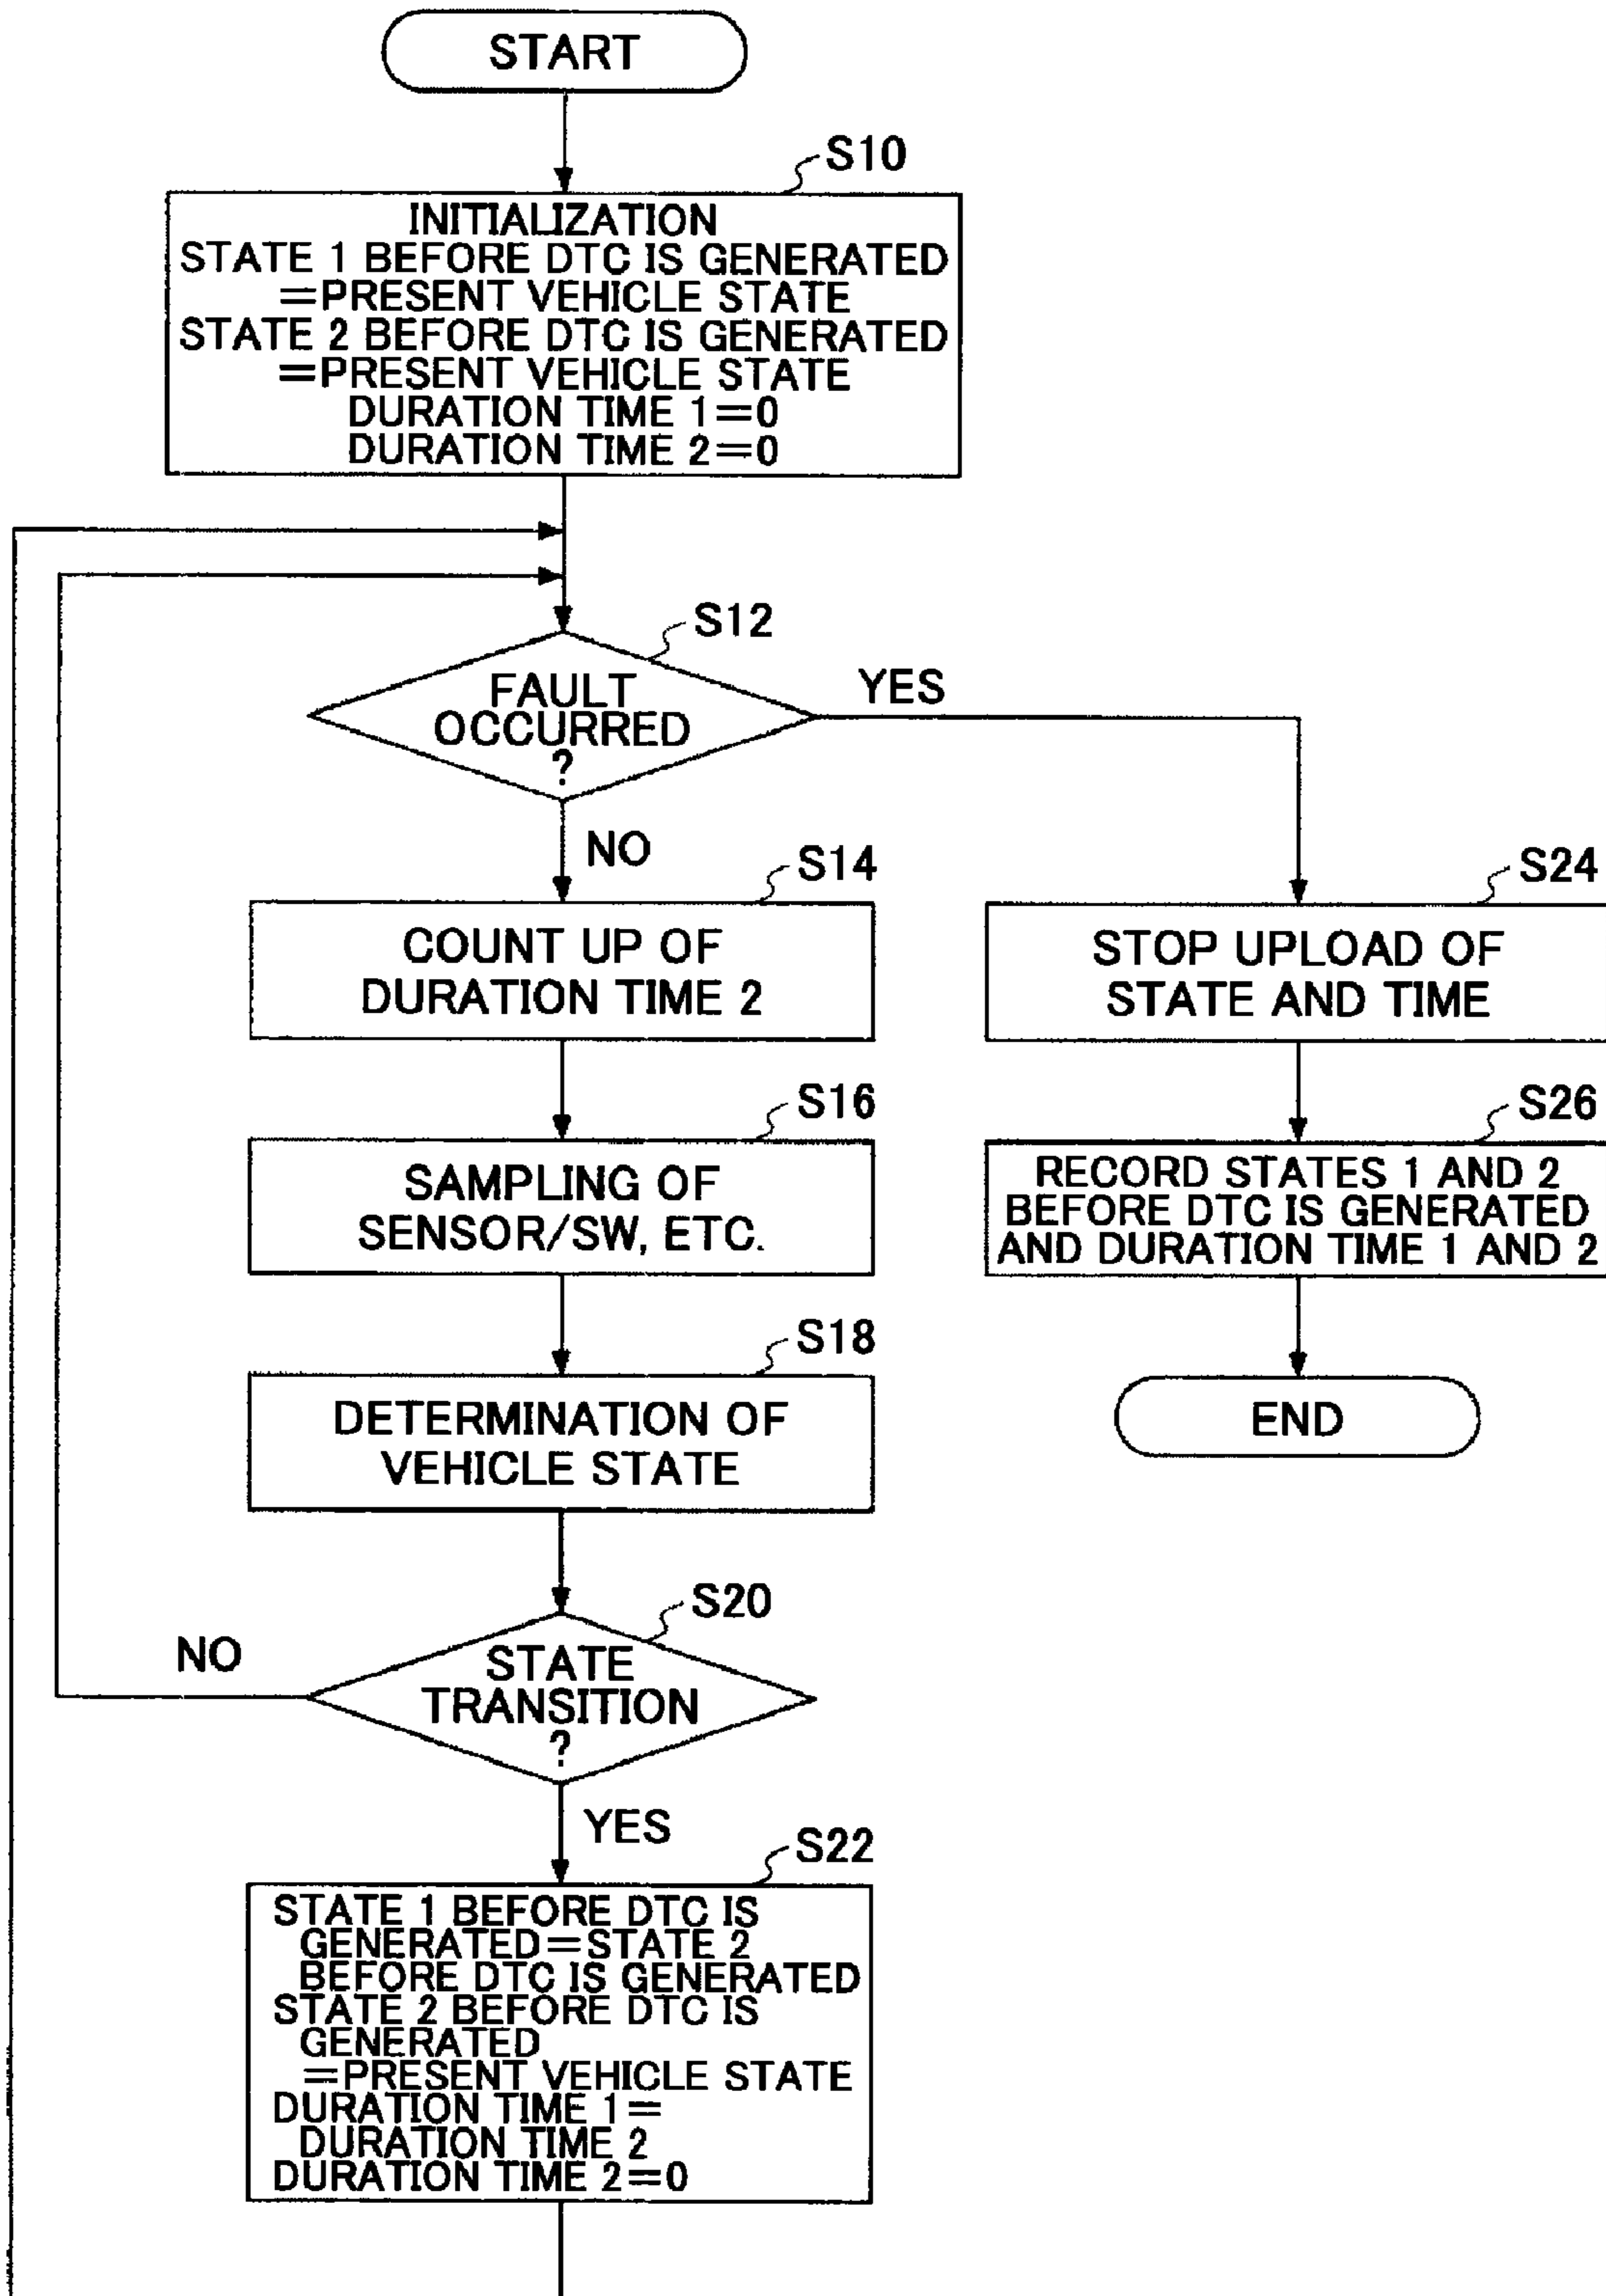 START
S10
INITIALIZATION
STATE 1 BEFORE DTC IS GENERATED
=PRESENT VEHICLE STATE
STATE 2 BEFORE DTC IS GENERATED
=PRESENT VEHICLE STATE
DURATION TIME 1=0
DURATION TIME 2=0
S12
FAULT
OCCURRED
?
YES
NO
S14
COUNT UP OF
DURATION TIME 2
S24
STOP UPLOAD OF
STATE AND TIME
S16
SAMPLING OF
SENSOR/SW, ETC.
S26
RECORD STATES 1 AND 2
BEFORE DTC IS GENERATED
AND DURATION TIME 1 AND 2
S18
DETERMINATION OF
VEHICLE STATE
END
S20
STATE
TRANSITION
?
NO
YES
S22
STATE 1 BEFORE DTC IS
GENERATED=STATE 2
BEFORE DTC IS GENERATED
STATE 2 BEFORE DTC IS
GENERATED
=PRESENT VEHICLE STATE
DURATION TIME 1=
DURATION TIME 2
DURATION TIME 2=0